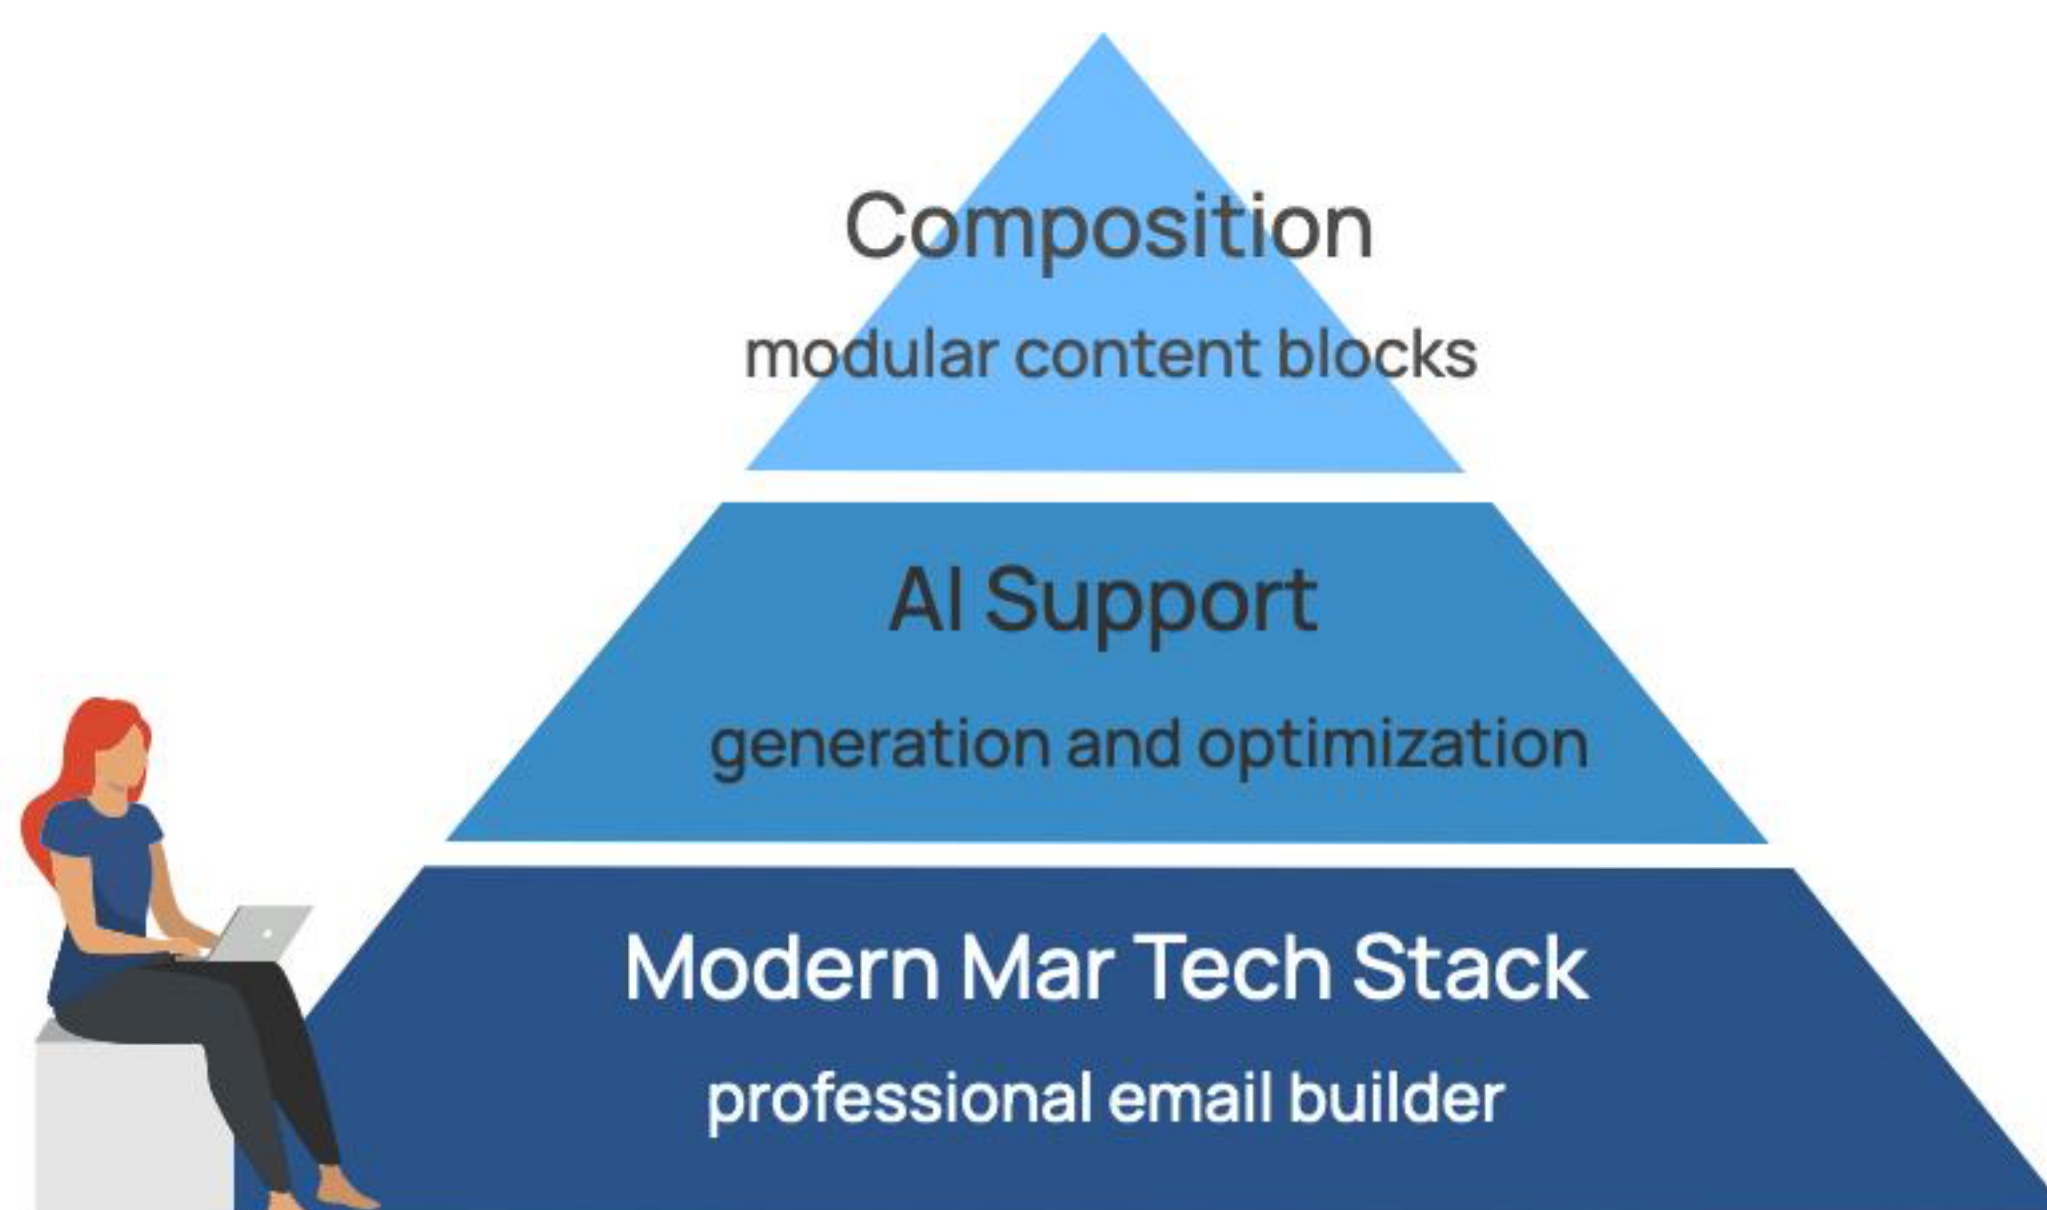 Composition
modular content blocks
AI Support
generation and optimization
Modern Mar Tech Stack
professional email builder